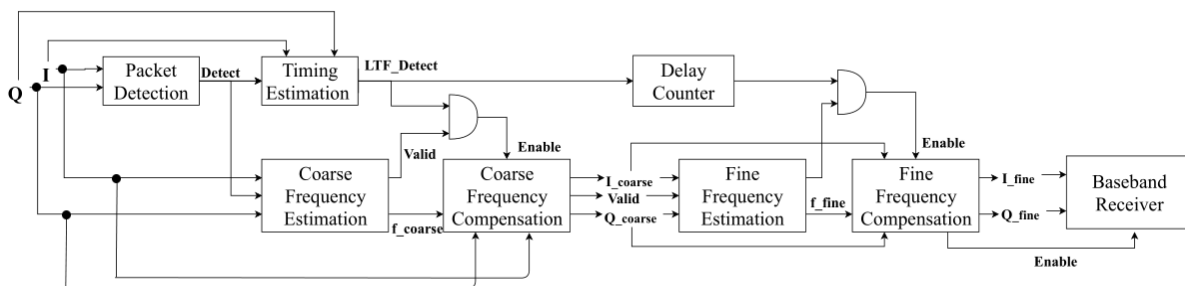 I
Q
Packet
Detection
Detect
Timing
Estimation
LTF_Detect
Delay
Counter
Valid
Enable
Enable
Coarse
Frequency
Estimation
f_coarse
Coarse
Frequency
Compensation
I_coarse
Valid
Q_coarse
Fine
Frequency
Estimation
f_fine
Fine
Frequency
Compensation
I_fine
Q_fine
Enable
Baseband
Receiver